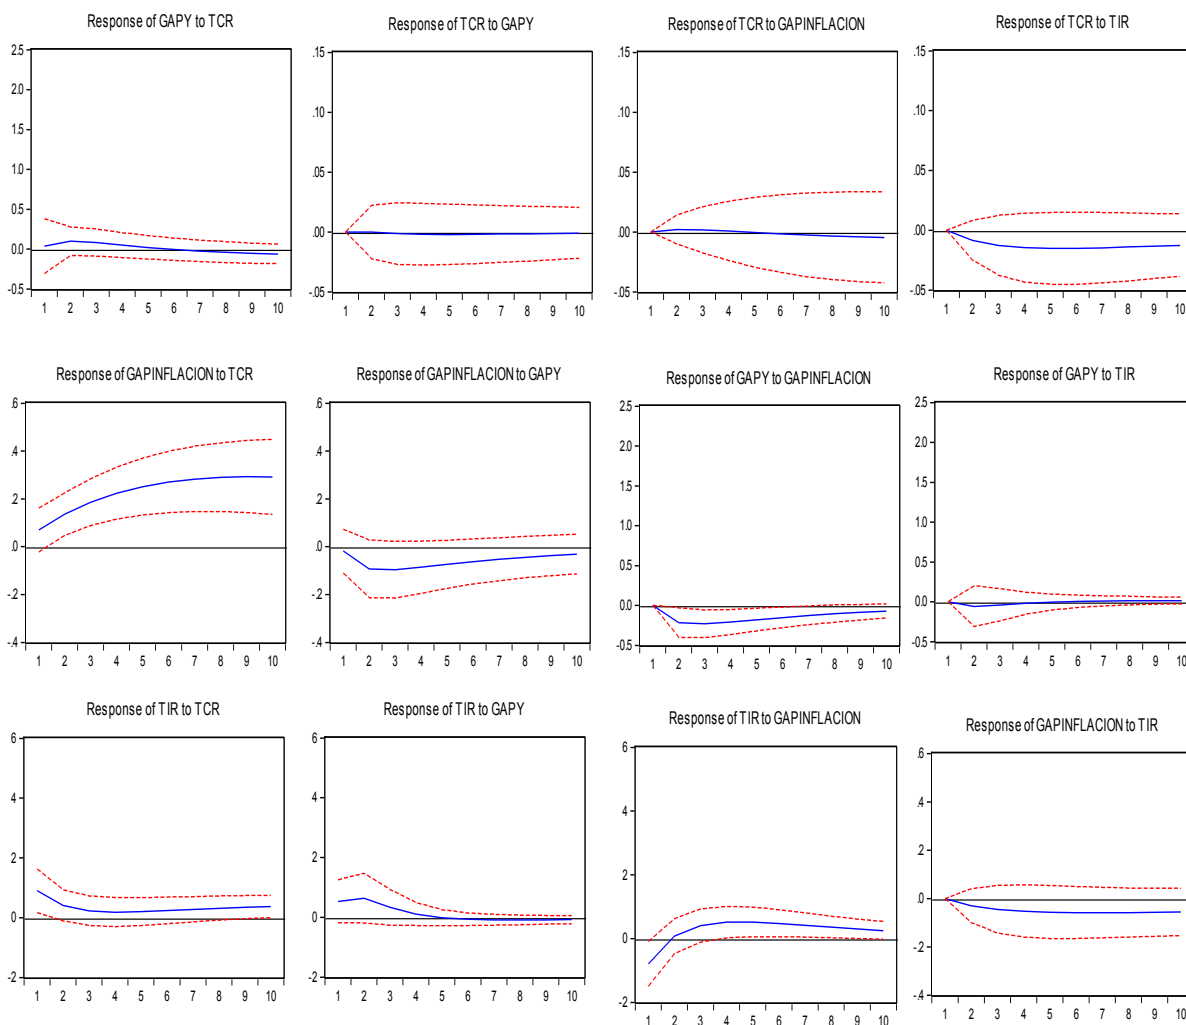 Response of GAPY to TCR
2.5
2.0
1.5
1.0
0.5
0.0
-0.5
1 2 3 4 5 6 7 8 9 10
Response of TCR to GAPY
.15
.10
.05
.00
-.05
1 2 3 4 5 6 7 8 9 10
Response of TCR to GAPINFLACION
.15
.10
.05
.00
-.05
1 2 3 4 5 6 7 8 9 10
Response of TCR to TIR
.15
.10
.05
.00
-.05
1 2 3 4 5 6 7 8 9 10
Response of GAPINFLACION to TCR
.6
.4
.2
.0
-.2
-.4
1 2 3 4 5 6 7 8 9 10
Response of GAPINFLACION to GAPY
.6
.4
.2
.0
-.2
-.4
1 2 3 4 5 6 7 8 9 10
Response of GAPY to GAPINFLACION
2.5
2.0
1.5
1.0
0.5
0.0
-0.5
1 2 3 4 5 6 7 8 9 10
Response of GAPY to TIR
2.5
2.0
1.5
1.0
0.5
0.0
-0.5
1 2 3 4 5 6 7 8 9 10
Response of TIR to TCR
6
4
2
0
-2
1 2 3 4 5 6 7 8 9 10
Response of TIR to GAPY
6
4
2
0
-2
1 2 3 4 5 6 7 8 9 10
Response of TIR to GAPINFLACION
6
4
2
0
-2
1 2 3 4 5 6 7 8 9 10
Response of GAPINFLACION to TIR
.6
.4
.2
.0
-.2
-.4
1 2 3 4 5 6 7 8 9 10